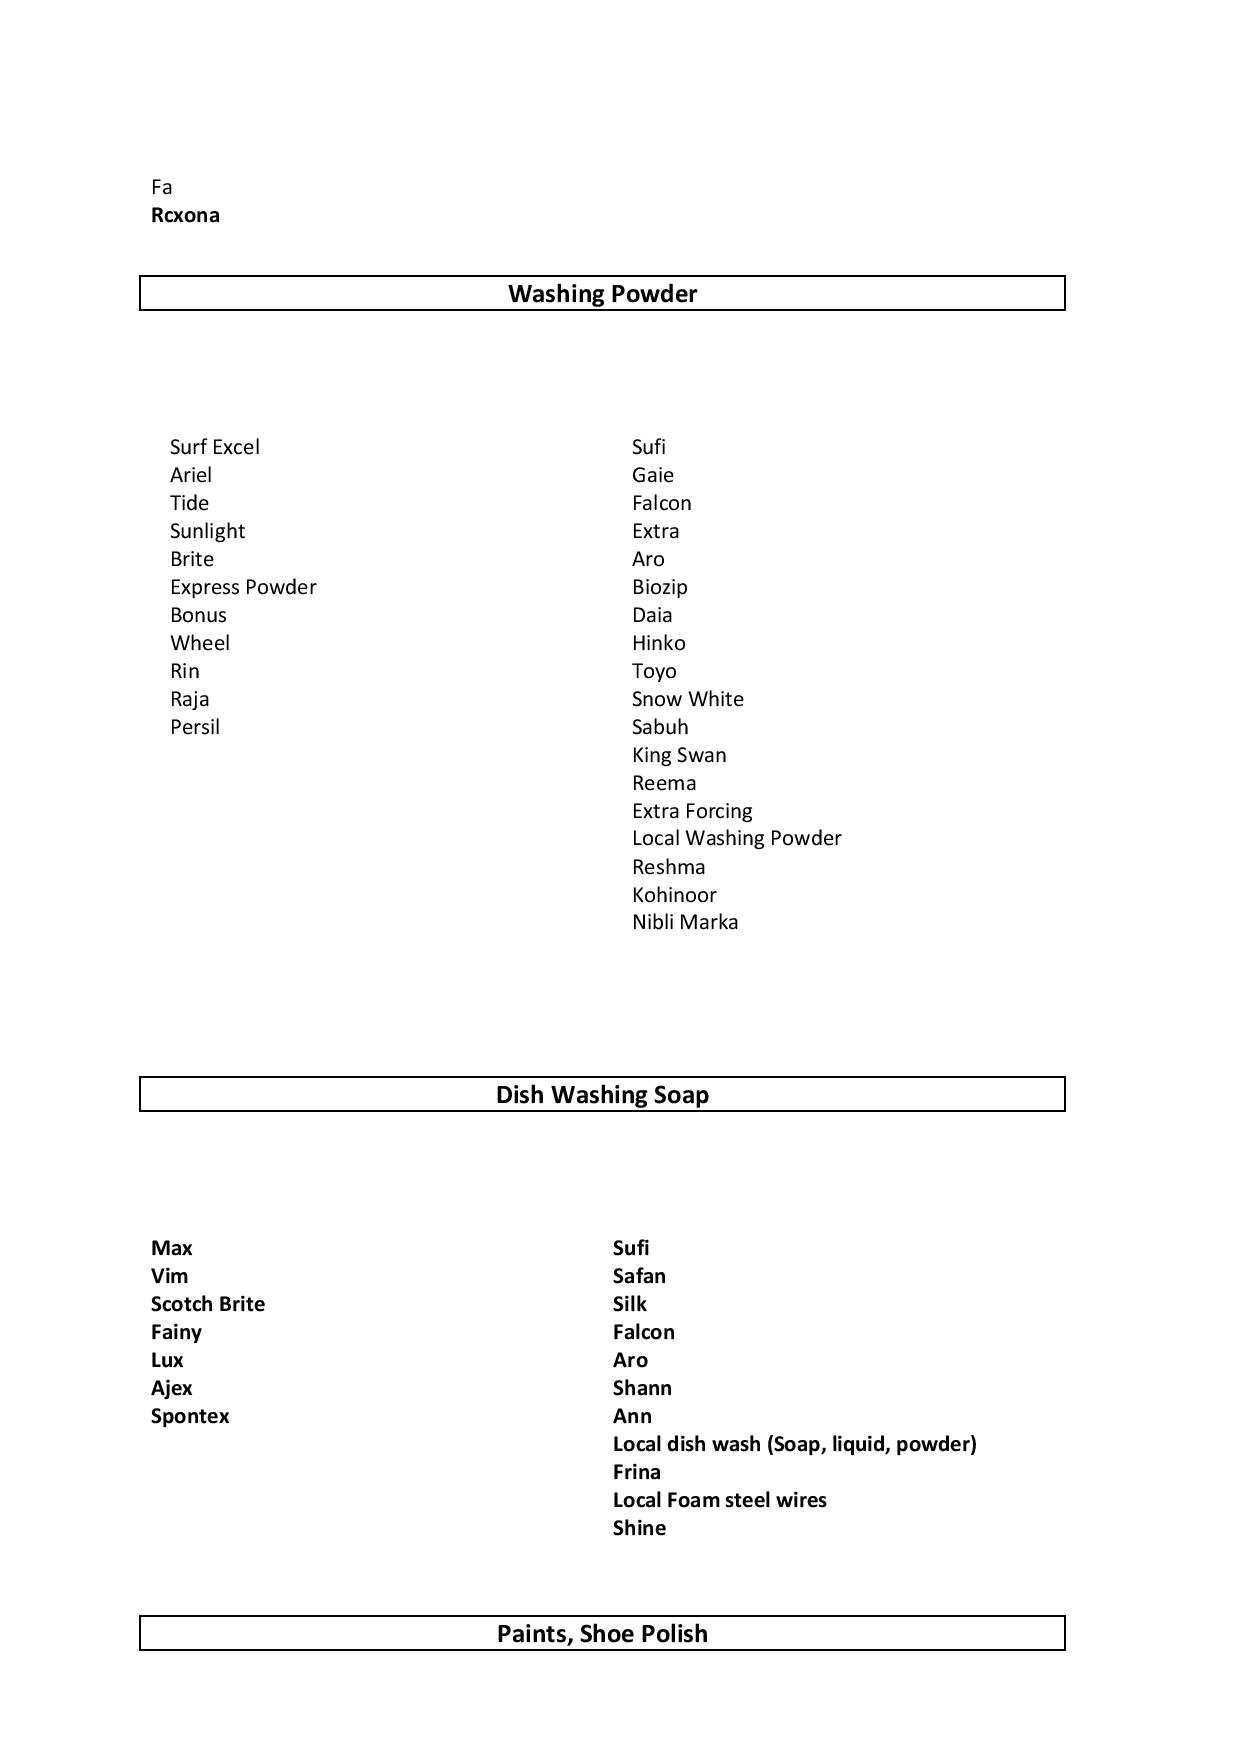 Fa
Rcxona
Washing Powder
Surf Excel
Ariel
Tide
Sunlight
Brite
Express Powder
Bonus
Wheel
Rin
Raja
Persil
Sufi
Gaie
Falcon
Extra
Aro
Biozip
Daia
Hinko
Toyo
Snow White
Sabuh
King Swan
Reema
Extra Forcing
Local Washing Powder
Reshma
Kohinoor
Nibli Marka
Dish Washing Soap
Max
Vim
Scotch Brite
Fainy
Lux
Ajex
Spontex
Sufi
Safan
Silk
Falcon
Aro
Shann
Ann
Local dish wash (Soap, liquid, powder)
Frina
Local Foam steel wires
Shine
Paints, Shoe Polish